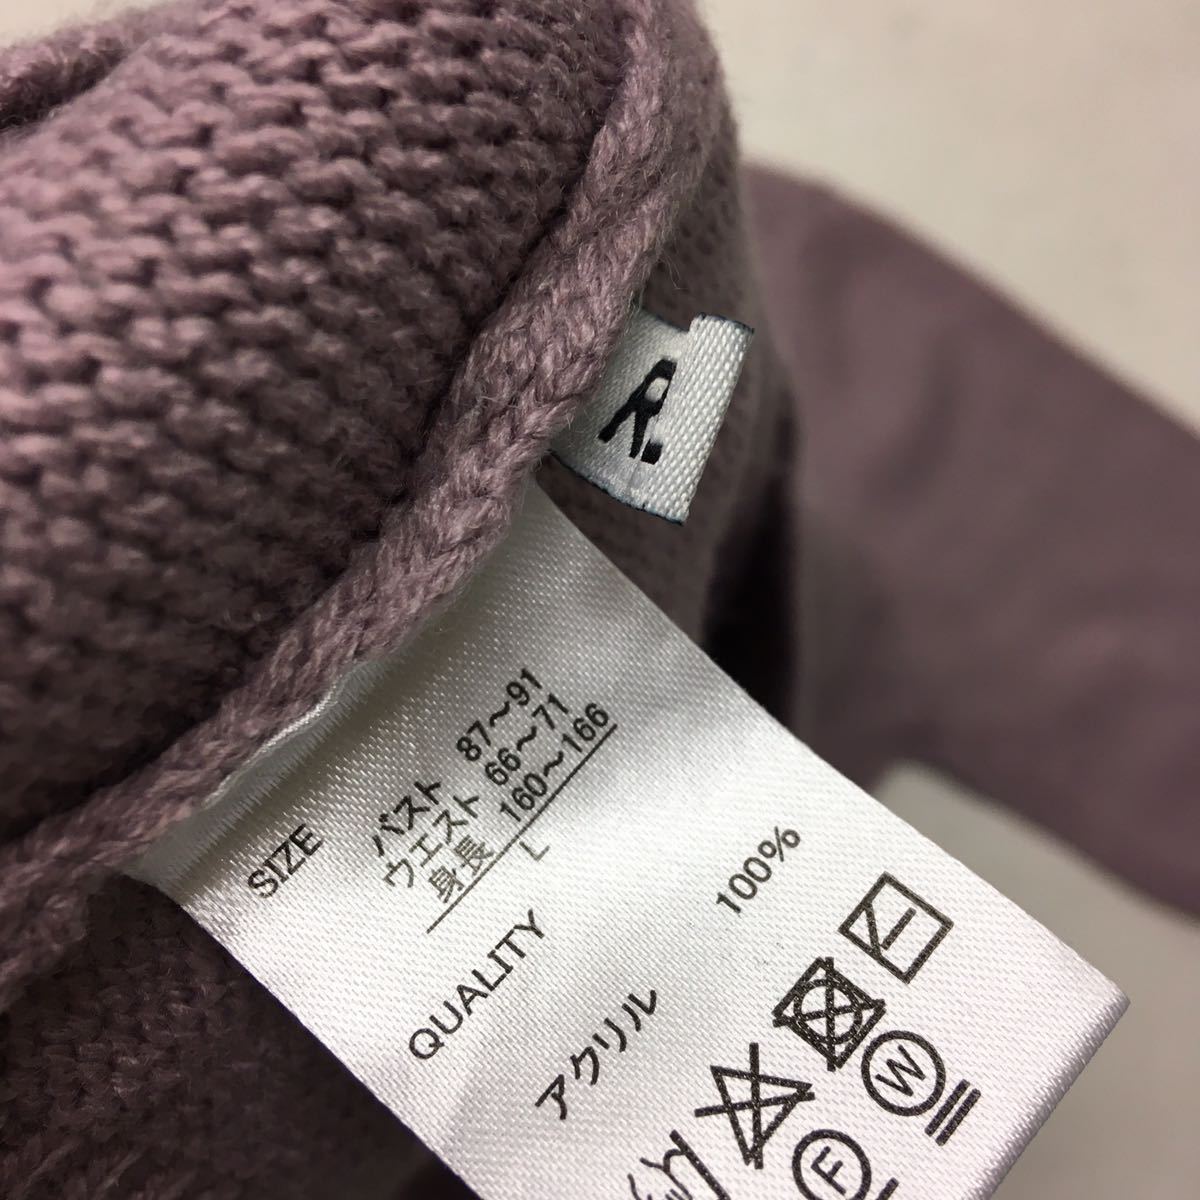 R.
SIZE
バスト 87～91
ウエスト 66～71
身長 160～166
L
QUALITY
アクリル 100%
W
F